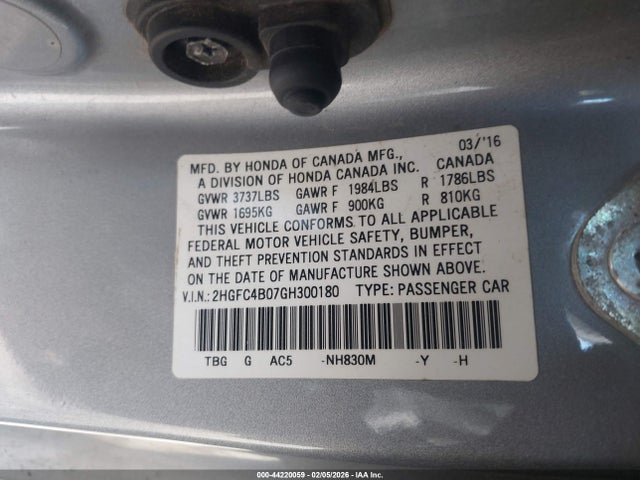 03/'16
MFD. BY HONDA OF CANADA MFG., CANADA
A DIVISION OF HONDA CANADA INC.
GVWR 3737LBS GAWR F 1984LBS R 1786LBS
GVWR 1695KG GAWR F 900KG R 810KG
THIS VEHICLE CONFORMS TO ALL APPLICABLE
FEDERAL MOTOR VEHICLE SAFETY, BUMPER,
AND THEFT PREVENTION STANDARDS IN EFFECT
ON THE DATE OF MANUFACTURE SHOWN ABOVE.
V.I.N.: 2HGFC4B07GH300180 TYPE: PASSENGER CAR
TBG G AC5 -NH830M -Y -H
000-44220059 - 02/05/2026 - IAA Inc.